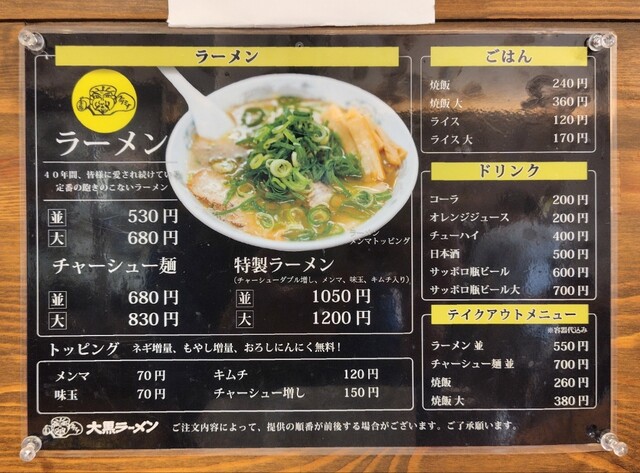 ラーメン
ラーメン
40年間、皆様に愛され続けている
定番の飽きのこないラーメン
並 530円
大 680円
ラーメン
メンマトッピング
チャーシュー麺
並 680円
大 830円
特製ラーメン
(チャーシューダブル増し、メンマ、味玉、キムチ入り)
並 1050円
大 1200円
トッピング ネギ増量、もやし増量、おろしにんにく無料!
メンマ 70円 キムチ 120円
味玉 70円 チャーシュー増し 150円
ごはん
焼飯 240円
焼飯 大 360円
ライス 120円
ライス 大 170円
ドリンク
コーラ 200円
オレンジジュース 200円
チューハイ 400円
日本酒 500円
サッポロ瓶ビール 600円
サッポロ瓶ビール大 700円
テイクアウトメニュー
※容器代込み
ラーメン 並 550円
チャーシュー麺 並 700円
焼飯 260円
焼飯 大 380円
大黒ラーメン ご注文内容によって、提供の順番が前後する場合がございます。ご了承願います。